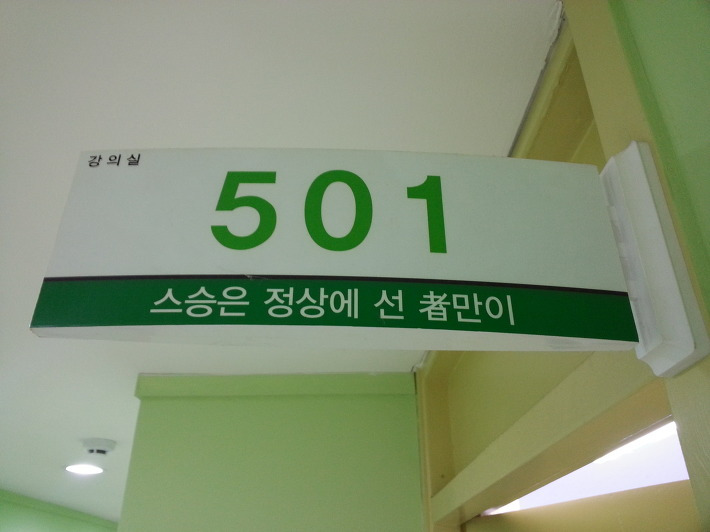 강의실
501
스승은 정상에 선 者만이